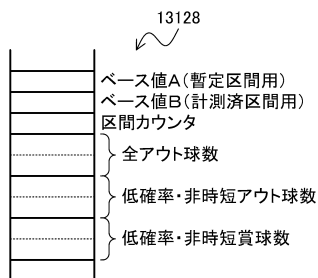 13128
ベース値A（暫定区間用）
ベース値B（計測済区間用）
区間カウンタ
全アウト球数
低確率・非時短アウト球数
低確率・非時短賞球数